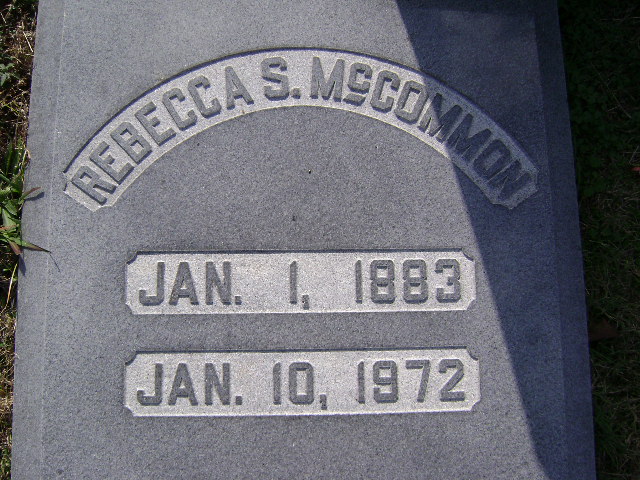 REBECCA S. McCOMMON
JAN. 1, 1883
JAN. 10, 1972